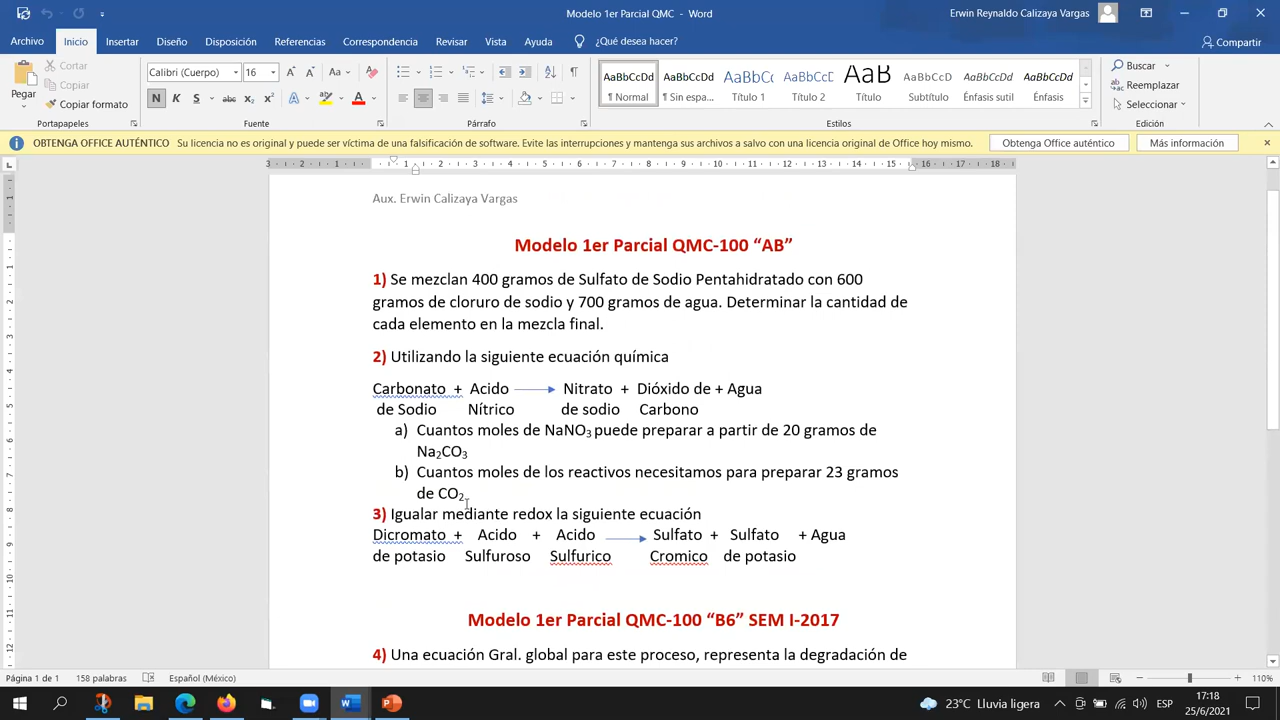 Modelo 1er Parcial QMC - Word
Erwin Reynaldo Calizaya Vargas
Archivo Inicio Insertar Diseño Disposición Referencias Correspondencia Revisar Vista Ayuda ¿Qué desea hacer? Compartir
Pegar
Cortar
Copiar
Copiar formato
Calibri (Cuerpo) 16
N K S abc x₂ x²
AaBbCcDd AaBbCcDd AaBbCc AaBbCcD AaB AaBbCcD AaBbCcDd AaBbCcDd
¶ Normal ¶ Sin espa... Título 1 Título 2 Título Subtítulo Énfasis sutil Énfasis
Buscar
Reemplazar
Seleccionar
Portapapeles Fuente Párrafo Estilos Edición
OBTENGA OFFICE AUTÉNTICO Su licencia no es original y puede ser víctima de una falsificación de software. Evite las interrupciones y mantenga sus archivos a salvo con una licencia original de Office hoy mismo. Obtenga Office auténtico Más información
Aux. Erwin Calizaya Vargas
Modelo 1er Parcial QMC-100 “AB”
1) Se mezclan 400 gramos de Sulfato de Sodio Pentahidratado con 600
gramos de cloruro de sodio y 700 gramos de agua. Determinar la cantidad de
cada elemento en la mezcla final.
2) Utilizando la siguiente ecuación química
Carbonato + Acido → Nitrato + Dióxido de + Agua
de Sodio Nítrico de sodio Carbono
a) Cuantos moles de NaNO₃ puede preparar a partir de 20 gramos de
Na₂CO₃
b) Cuantos moles de los reactivos necesitamos para preparar 23 gramos
de CO₂
3) Igualar mediante redox la siguiente ecuación
Dicromato + Acido + Acido → Sulfato + Sulfato + Agua
de potasio Sulfuroso Sulfurico Cromico de potasio
Modelo 1er Parcial QMC-100 “B6” SEM I-2017
4) Una ecuación Gral. global para este proceso, representa la degradación de
Página 1 de 1 158 palabras Español (México) 110%
23°C Lluvia ligera ESP 17:18
25/6/2021